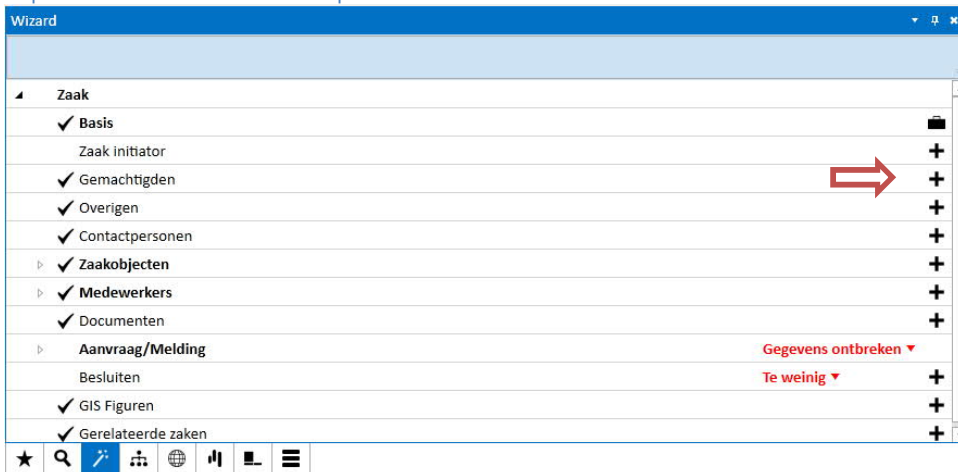 Wizard
Zaak
Basis
Zaak initiator
Gemachtigden
Overigen
Contactpersonen
Zaakobjecten
Medewerkers
Documenten
Aanvraag/Melding Gegevens ontbreken
Besluiten Te weinig
GIS Figuren
Gerelateerde zaken